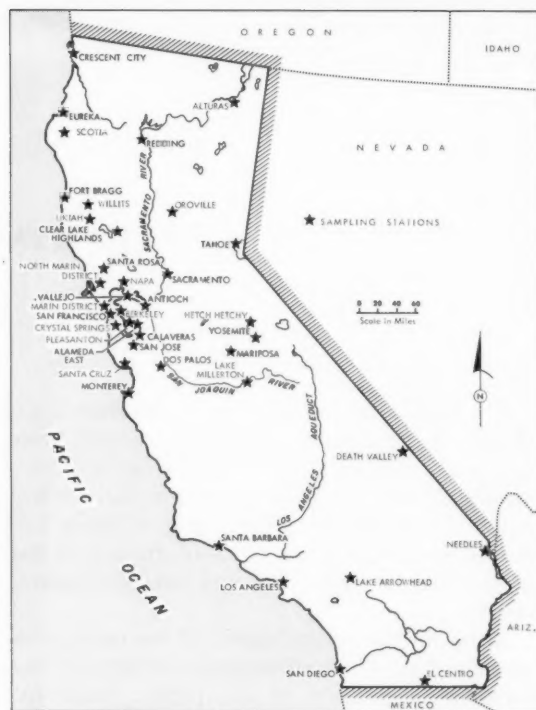 OREGON
IDAHO
CRESCENT CITY
ALTURAS
EUREKA
SCOTIA
REDDING
NEVADA
SACRAMENTO RIVER
FORT BRAGG
WILLITS
OROVILLE
UKIAH
CLEAR LAKE
HIGHLANDS
SAMPLING STATIONS
TAHOE
SANTA ROSA
NORTH MARIN
DISTRICT
NAPA
SACRAMENTO
VALLEJO
ANTIOCH
MARIN DISTRICT
SAN FRANCISCO
BERKELEY
HETCH HETCHY
CRYSTAL SPRINGS
YOSEMITE
PLEASANTON
CALAVERAS
ALAMEDA
EAST
SAN JOSE
MARIPOSA
DOS PALOS
LAKE
MILLERTON
SANTA CRUZ
SAN JOAQUIN RIVER
MONTEREY
0 20 40 60
Scale in Miles
N
LOS ANGELES AQUEDUCT
DEATH VALLEY
PACIFIC
OCEAN
SANTA BARBARA
NEEDLES
LOS ANGELES
LAKE ARROWHEAD
ARIZ.
SAN DIEGO
EL CENTRO
MEXICO